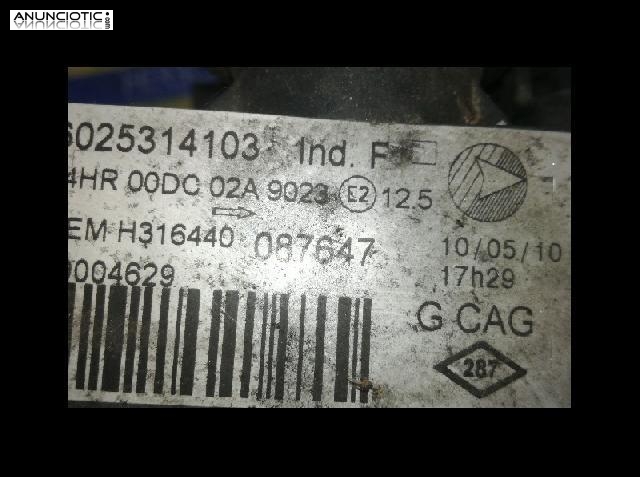 ANUNCIOTIC.es
6025314103 Ind. F
4HR 00DC 02A 9023 E2 12.5
EM H316440 087647 10/05/10
0004629 17h29
G CAG
287